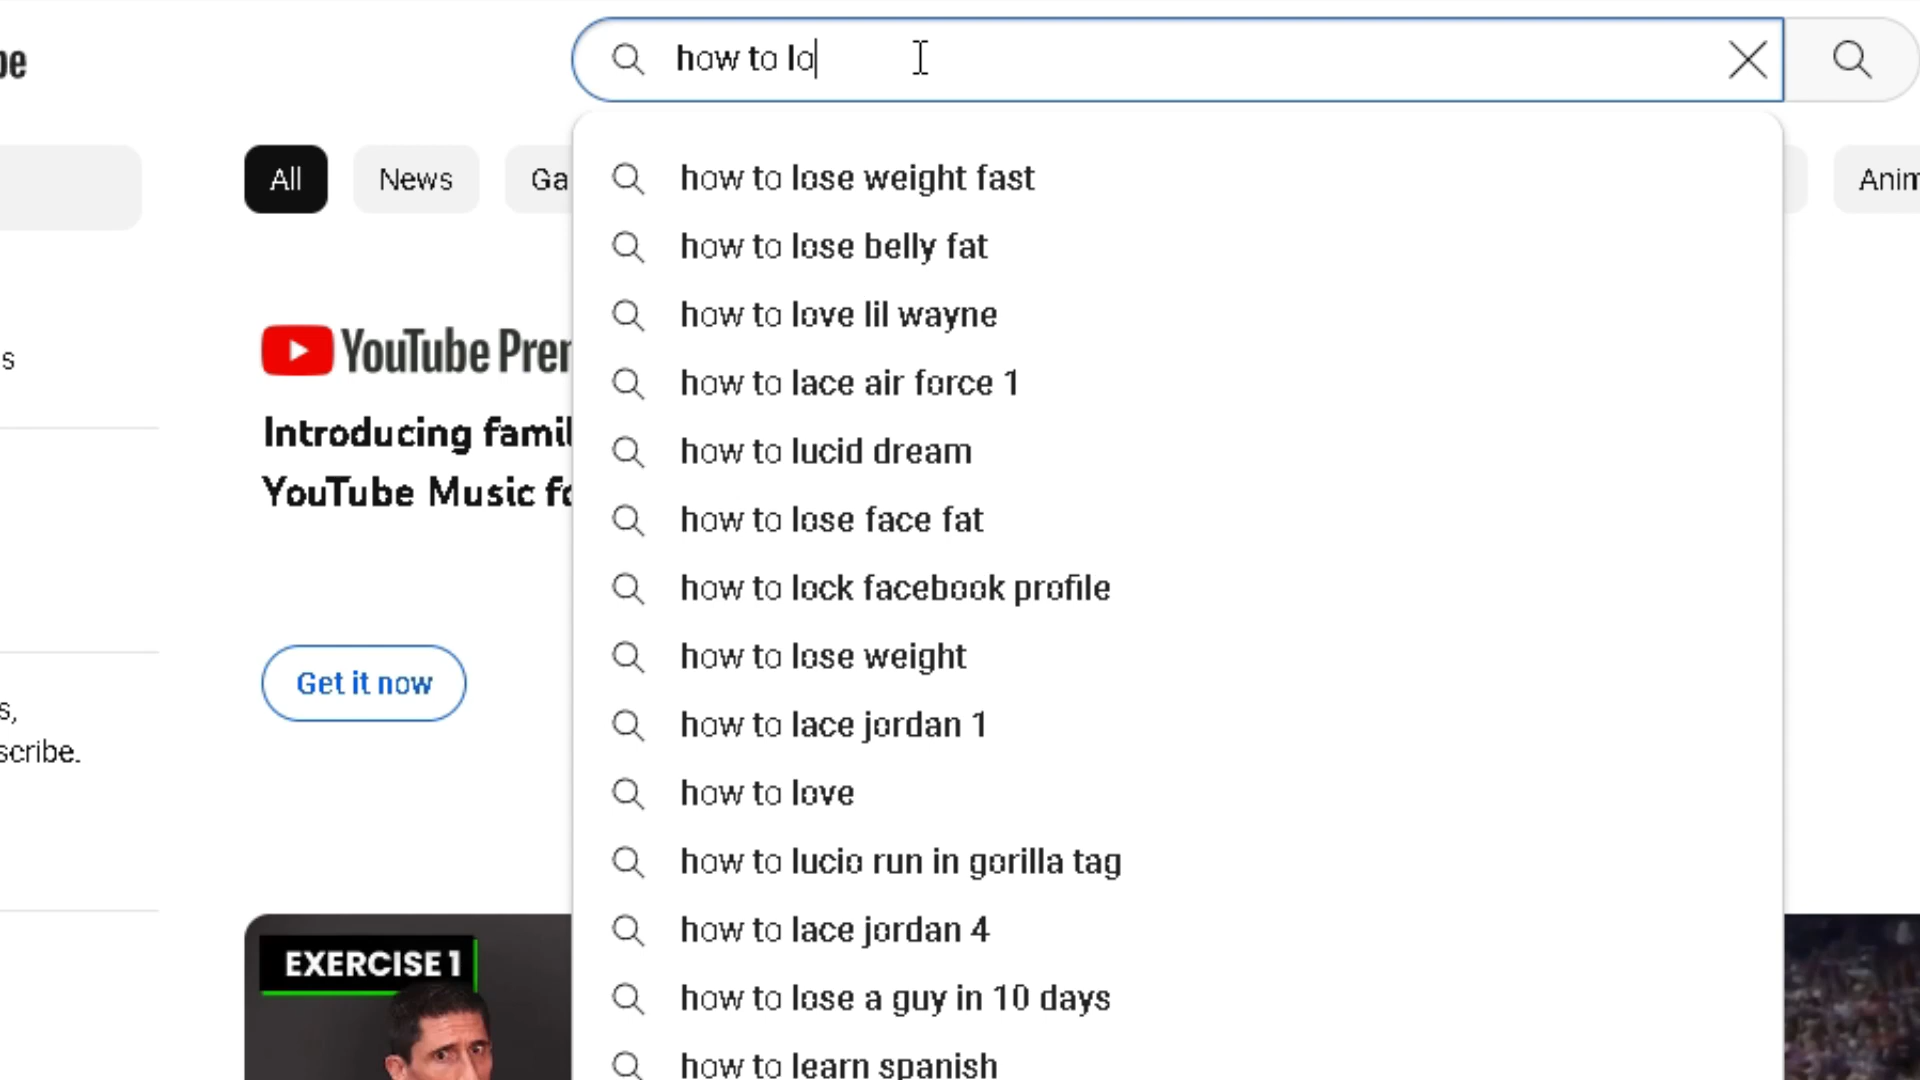 be
how to lo
All
News
Ga
Anim
how to lose weight fast
how to lose belly fat
how to love lil wayne
how to lace air force 1
how to lucid dream
how to lose face fat
how to lock facebook profile
how to lose weight
how to lace jordan 1
how to love
how to lucio run in gorilla tag
how to lace jordan 4
how to lose a guy in 10 days
how to learn spanish
s
YouTube Prem
Introducing famil
YouTube Music fo
Get it now
s,
scribe.
EXERCISE 1